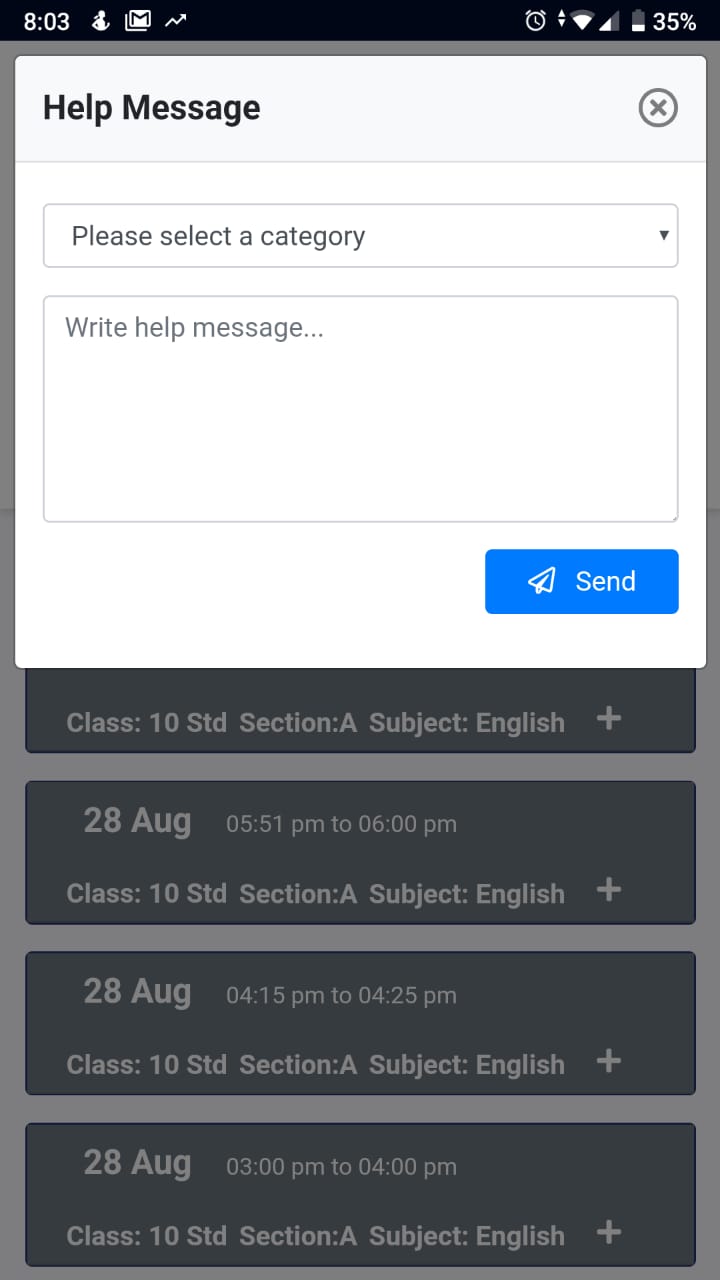 8:03 35%
Help Message
Please select a category
Write help message...
Send
Class: 10 Std Section:A Subject: English
28 Aug 05:51 pm to 06:00 pm
Class: 10 Std Section:A Subject: English
28 Aug 04:15 pm to 04:25 pm
Class: 10 Std Section:A Subject: English
28 Aug 03:00 pm to 04:00 pm
Class: 10 Std Section:A Subject: English